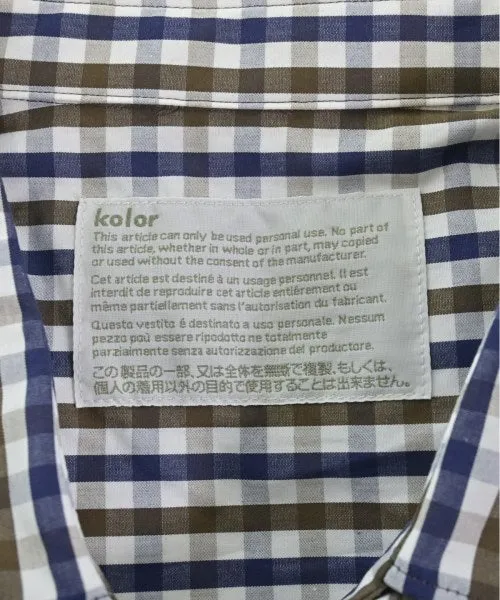 kolor
This article can only be used personal use. No part of
this article, whether in whole or in part, may copied
or used without the consent of the manufacturer.
Cet article est destiné à un usage personnel. Il est
interdit de reproduire cet article entiérement ou
même partiellement sans l'autorisation du fabricant.
Questo vestito é destinato a uso personale. Nessum
pezzo può essere ripodotto ne totalmente
parzialmente senza autorizzazione del productore.
この製品の一部、又は全体を無断で複製、もしくは、
個人の着用以外の目的で使用することは出来ません。